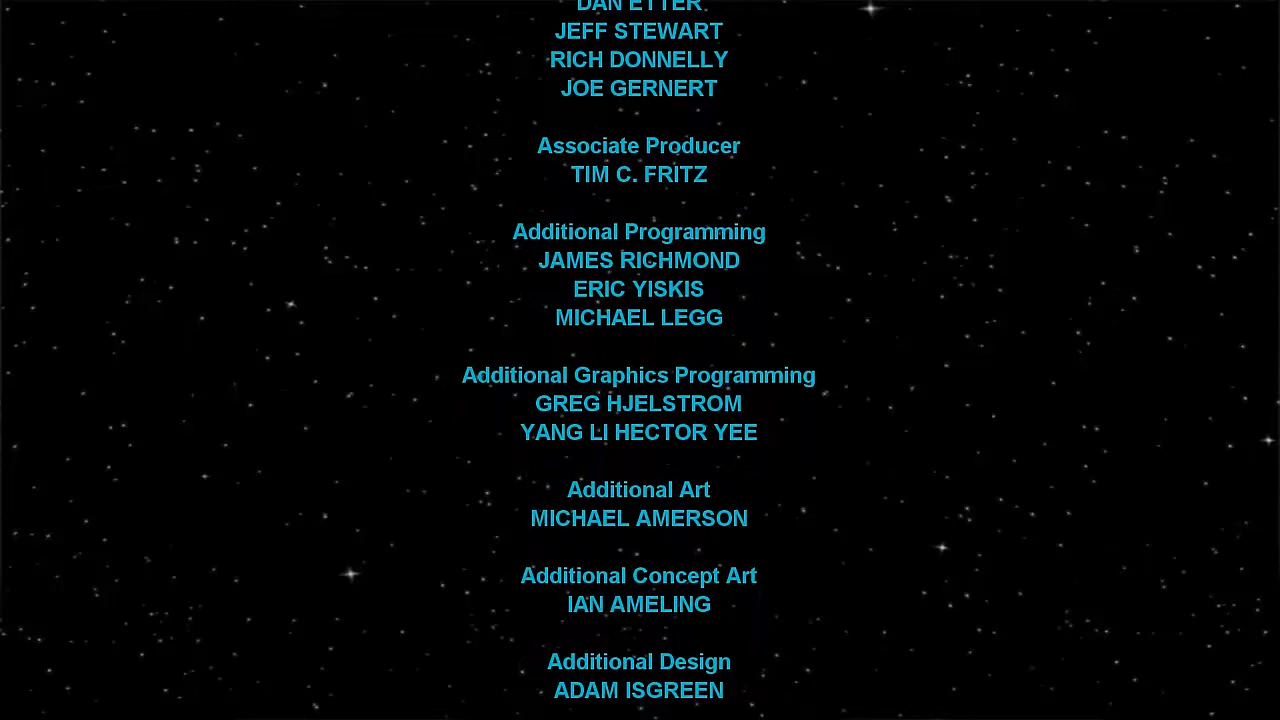 DAN ETTER
JEFF STEWART
RICH DONNELLY
JOE GERNERT
Associate Producer
TIM C. FRITZ
Additional Programming
JAMES RICHMOND
ERIC YISKIS
MICHAEL LEGG
Additional Graphics Programming
GREG HJELSTROM
YANG LI HECTOR YEE
Additional Art
MICHAEL AMERSON
Additional Concept Art
IAN AMELING
Additional Design
ADAM ISGREEN